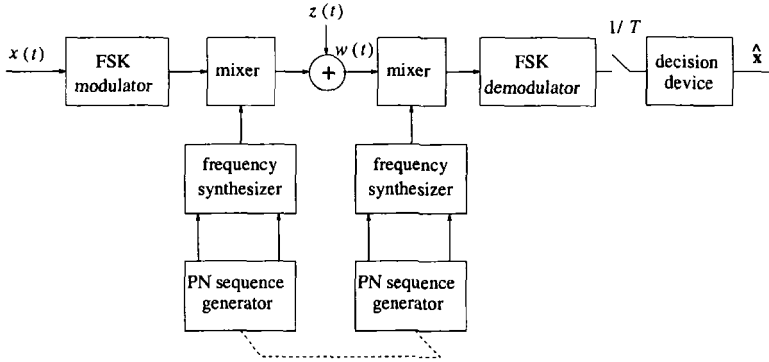 z(t)
1/ T
x(t)
FSK
modulator
mixer
+
w(t)
mixer
FSK
demodulator
decision
device
x̂
frequency
synthesizer
frequency
synthesizer
PN sequence
generator
PN sequence
generator